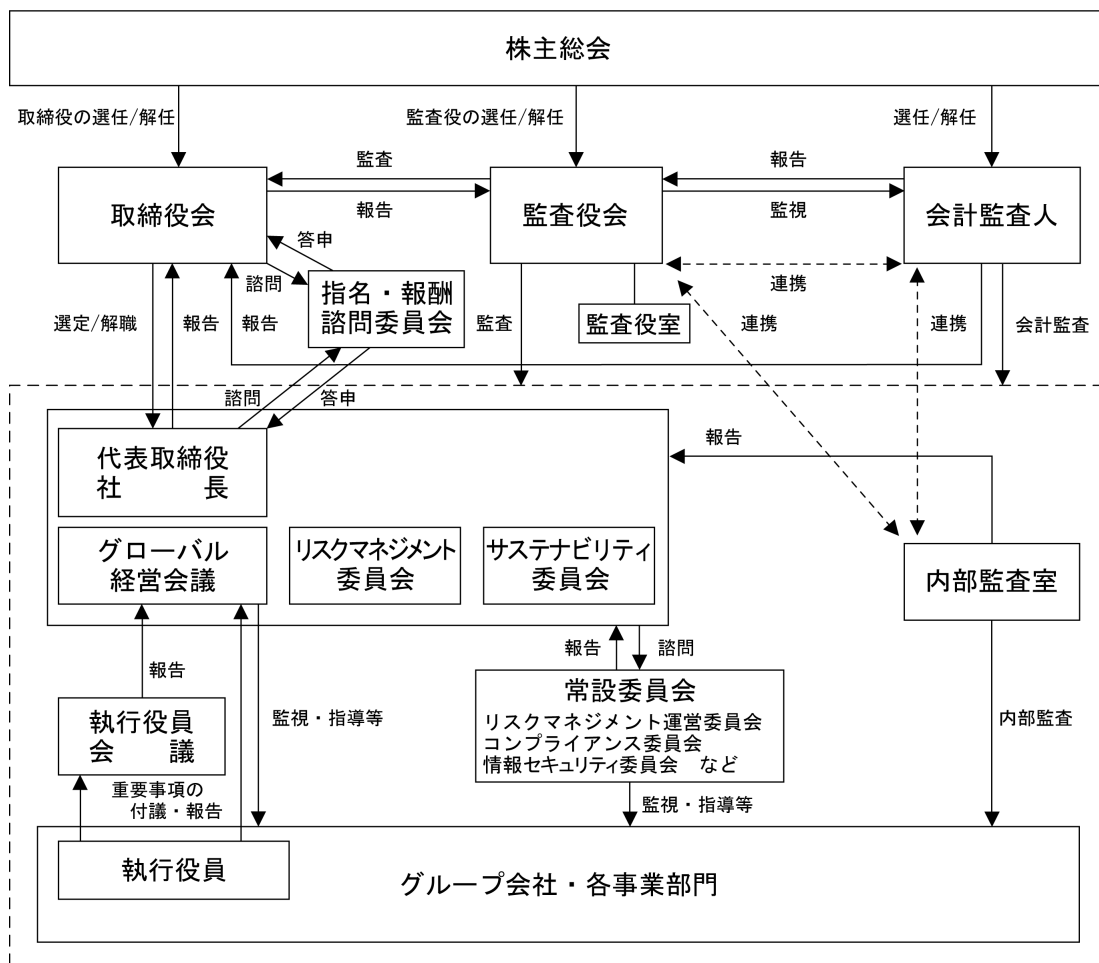 株主総会
取締役の選任/解任
監査役の選任/解任
選任/解任
監査
報告
取締役会
監査役会
会計監査人
報告
監視
答申
諮問
指名・報酬
諮問委員会
連携
監査役室
選定/解職
報告
報告
監査
連携
連携
会計監査
諮問
答申
報告
代表取締役
社　　　長
グローバル
経営会議
リスクマネジメント
委員会
サステナビリティ
委員会
内部監査室
報告
諮問
報告
常設委員会
リスクマネジメント運営委員会
コンプライアンス委員会
情報セキュリティ委員会　など
執行役員
会　　議
監視・指導等
内部監査
重要事項の
付議・報告
監視・指導等
執行役員
グループ会社・各事業部門